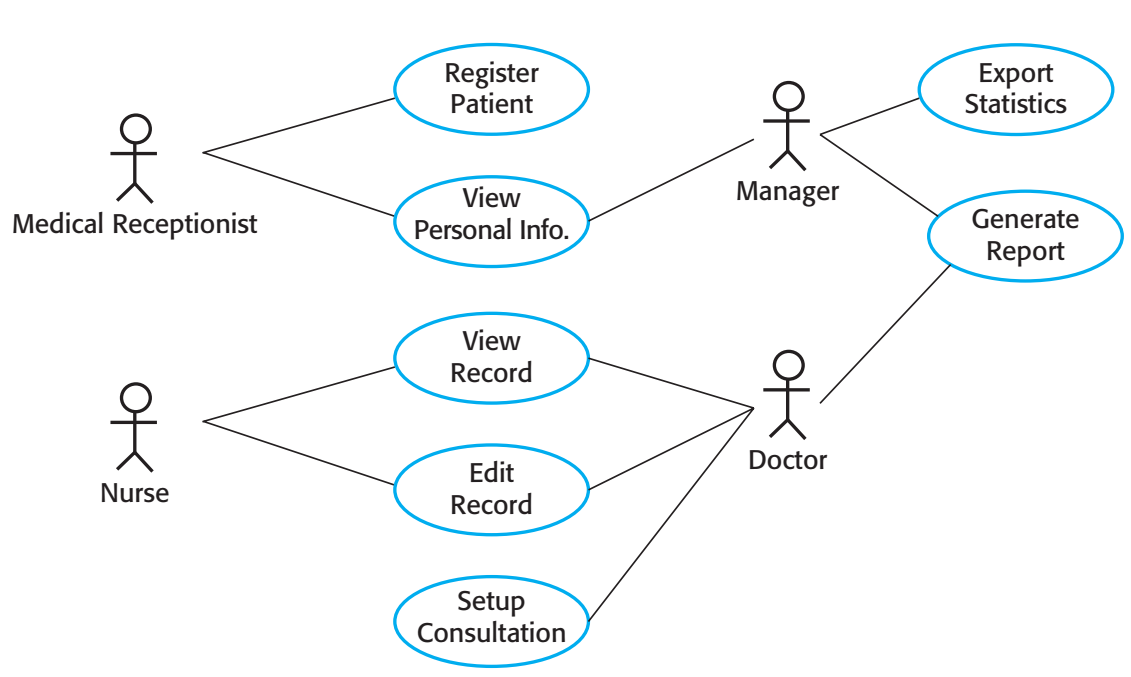 Register
Patient
Export
Statistics
Medical Receptionist
View
Personal Info.
Manager
Generate
Report
View
Record
Nurse
Edit
Record
Doctor
Setup
Consultation